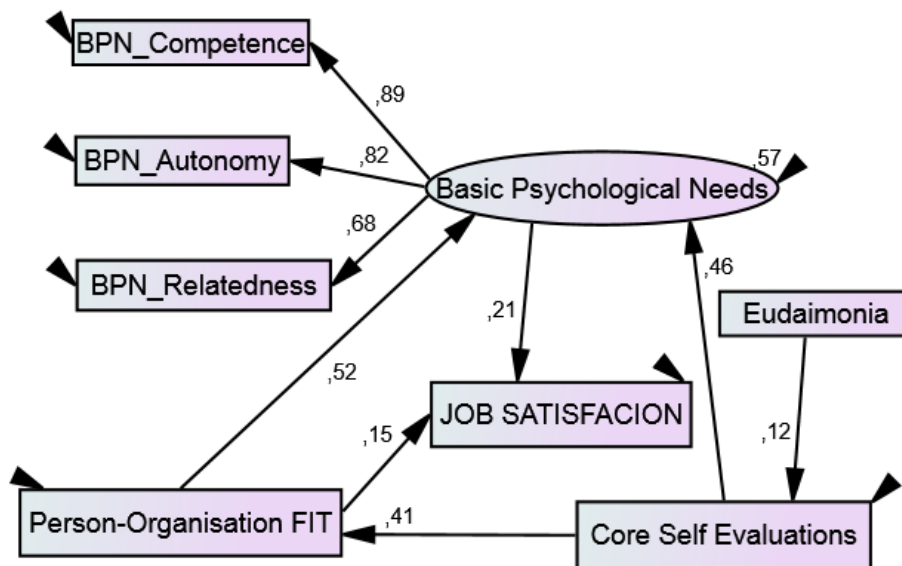 BPN_Competence
,89
BPN_Autonomy
,82
,57
Basic Psychological Needs
,68
BPN_Relatedness
,46
Eudaimonia
,21
,52
JOB SATISFACION
,15
,12
Person-Organisation FIT
,41
Core Self Evaluations